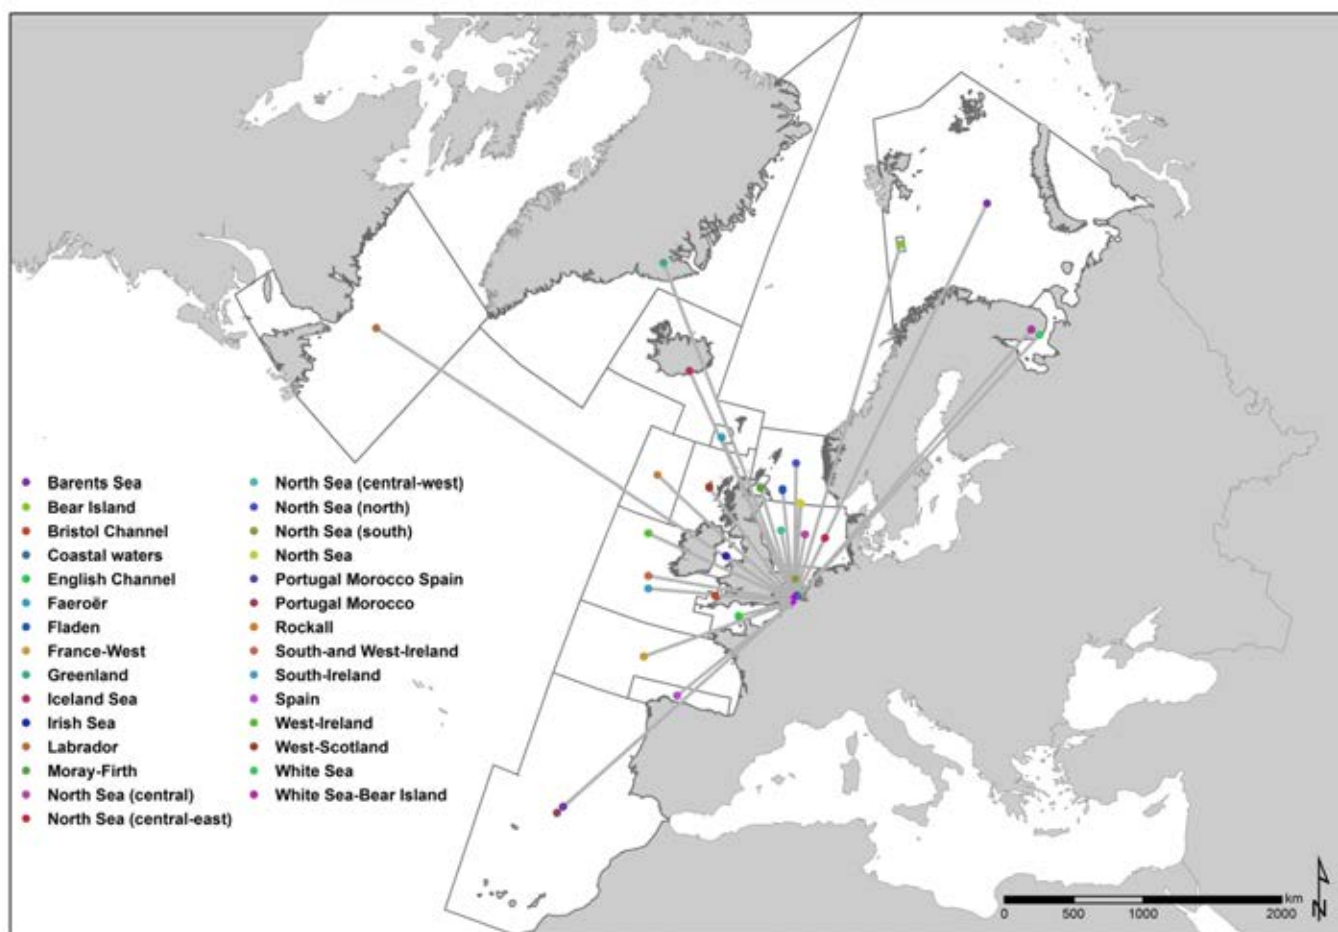 Barents Sea
Bear Island
Bristol Channel
Coastal waters
English Channel
Faeroër
Fladen
France-West
Greenland
Iceland Sea
Irish Sea
Labrador
Moray-Firth
North Sea (central)
North Sea (central-east)
North Sea (central-west)
North Sea (north)
North Sea (south)
North Sea
Portugal Morocco Spain
Portugal Morocco
Rockall
South-and West-Ireland
South-Ireland
Spain
West-Ireland
West-Scotland
White Sea
White Sea-Bear Island
km
0 500 1000 2000
N